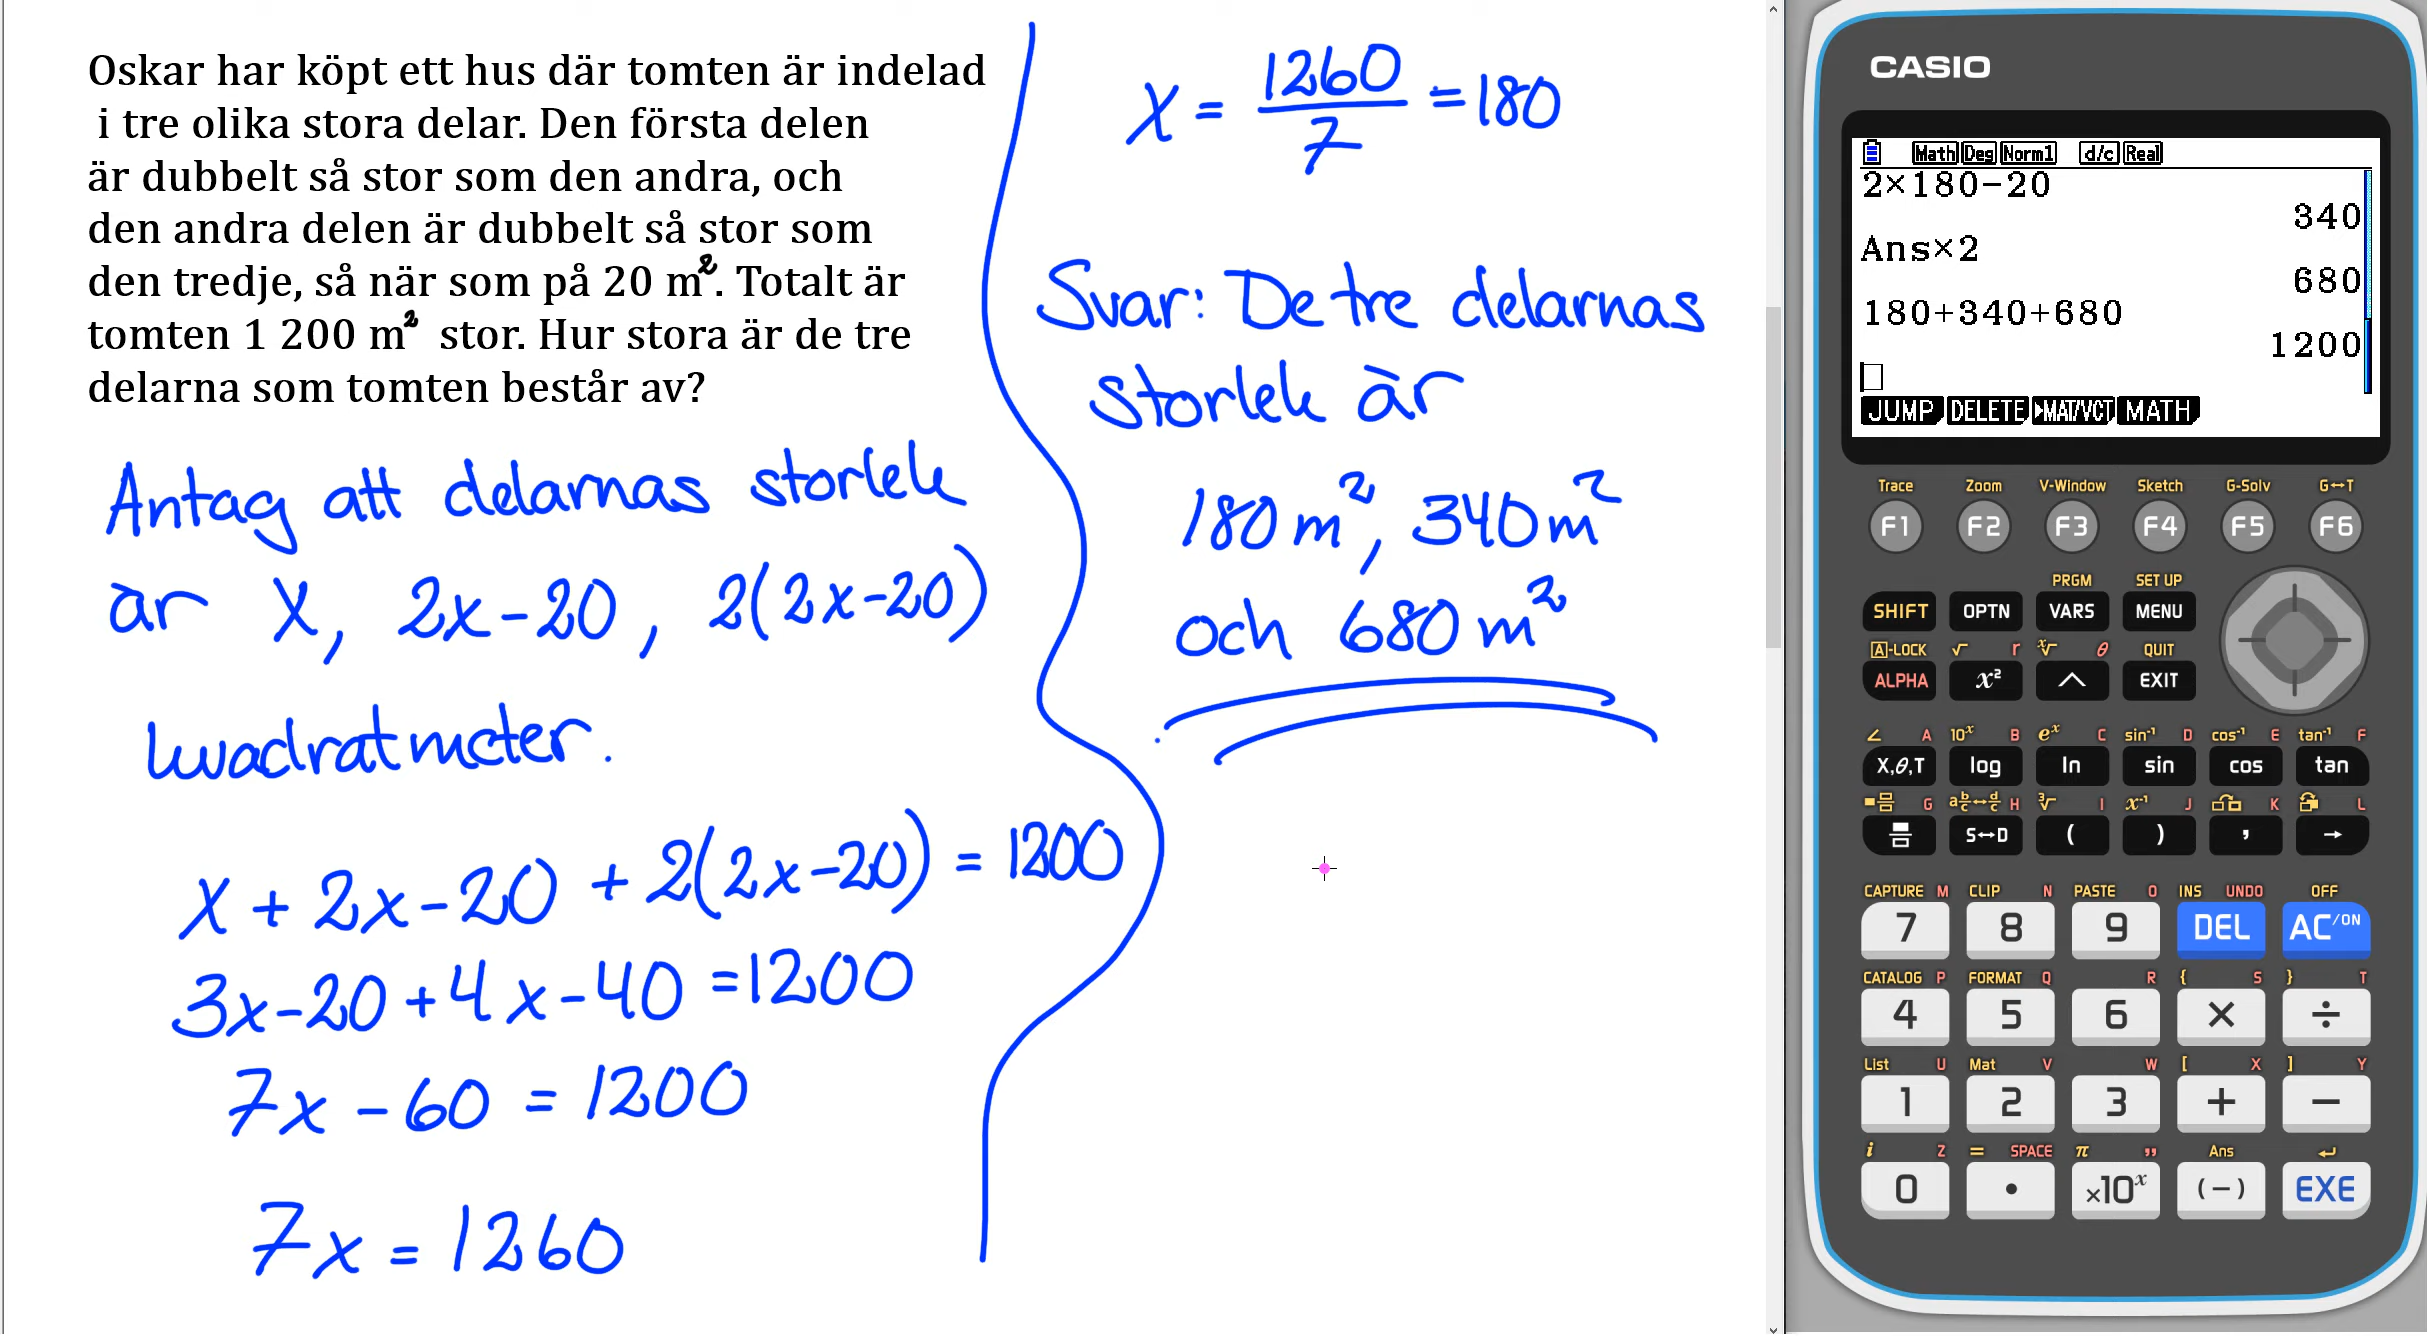 Oskar har köpt ett hus där tomten är indelad
i tre olika stora delar. Den första delen
är dubbelt så stor som den andra, och
den andra delen är dubbelt så stor som
den tredje, så när som på 20 m². Totalt är
tomten 1 200 m² stor. Hur stora är de tre
delarna som tomten består av?
Antag att delarnas storlek
är x, 2x-20, 2(2x-20)
kvadratmeter.
x + 2x-20 + 2(2x-20) = 1200
3x-20+4x-40 =1200
7x - 60 = 1200
7x = 1260
x = 1260/7 = 180
Svar: De tre delarnas
storlek är
180 m², 340 m²
och 680 m²
CASIO
Math Deg Norm1 d/c Real
2×180-20
340
Ans×2
680
180+340+680
1200
JUMP DELETE ▶MAT/VCT MATH
Trace Zoom V-Window Sketch G-Solv G↔T
F1 F2 F3 F4 F5 F6
PRGM SET UP
SHIFT OPTN VARS MENU
A-LOCK √ r ˣ√ θ QUIT
ALPHA x² ^ EXIT
∠ A 10ˣ B eˣ C sin⁻¹ D cos⁻¹ E tan⁻¹ F
X,θ,T log ln sin cos tan
G a b/c↔d/c H ³√ I x⁻¹ J K L
S↔D ( ) , →
CAPTURE M CLIP N PASTE O INS UNDO OFF
7 8 9 DEL AC/ON
CATALOG P FORMAT Q R { S } T
4 5 6 × ÷
List U Mat V W [ X ] Y
1 2 3 + −
i Z = SPACE π " Ans ↵
0 • ×10ˣ (−) EXE